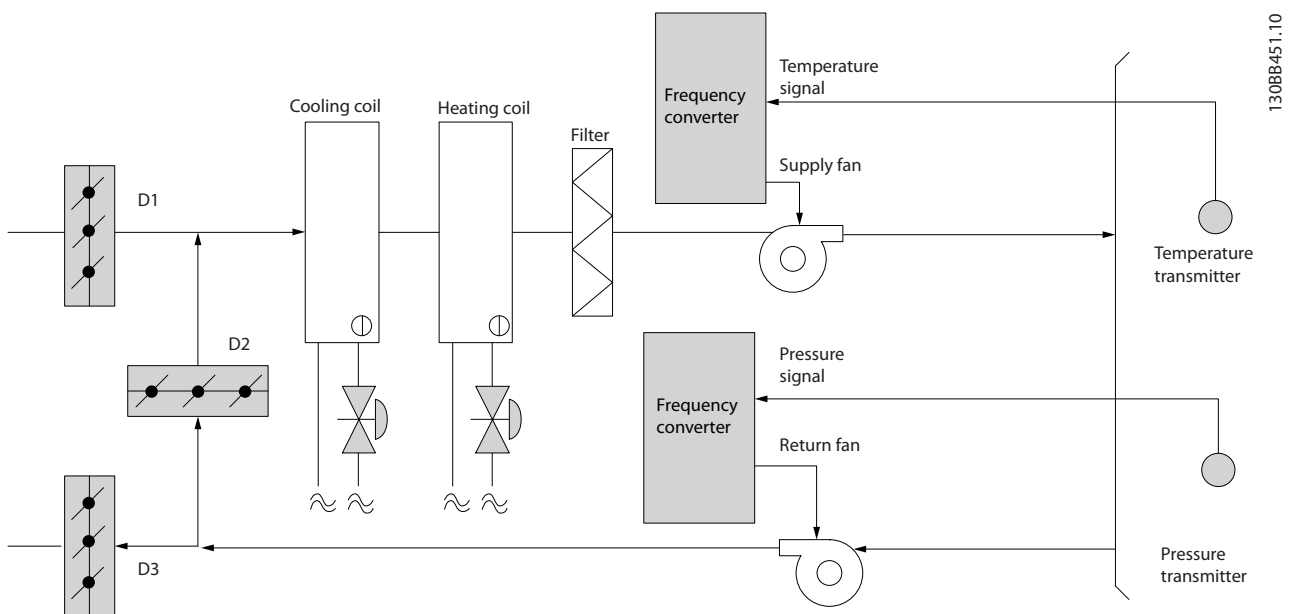 130BB451.10
Temperature
signal
Frequency
converter
Cooling coil
Heating coil
Filter
Supply fan
D1
Temperature
transmitter
D2
Pressure
signal
Frequency
converter
Return fan
D3
Pressure
transmitter